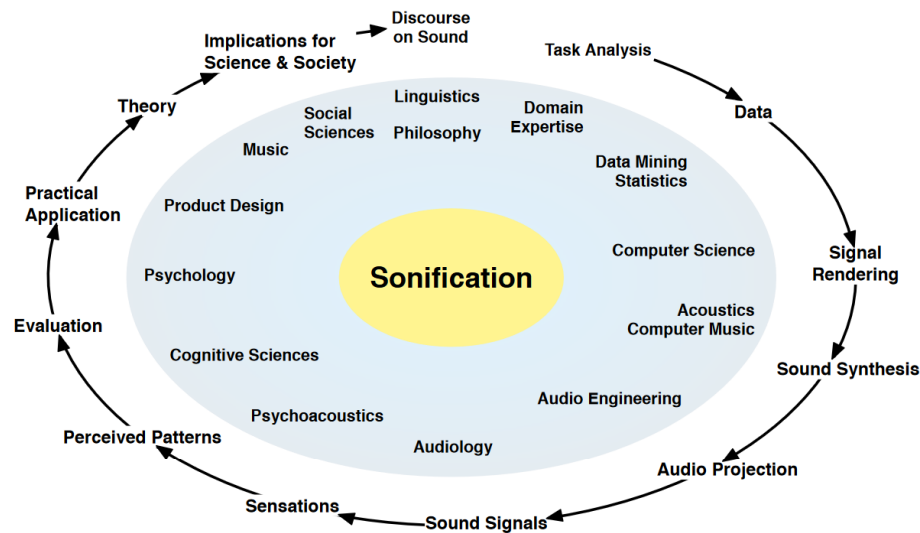 Discourse
on Sound
Implications for
Science & Society
Task Analysis
Theory
Data
Linguistics
Social
Sciences
Philosophy
Domain
Expertise
Music
Data Mining
Statistics
Practical
Application
Product Design
Computer Science
Signal
Rendering
Sonification
Psychology
Evaluation
Acoustics
Computer Music
Cognitive Sciences
Sound Synthesis
Psychoacoustics
Audio Engineering
Perceived Patterns
Audiology
Audio Projection
Sensations
Sound Signals